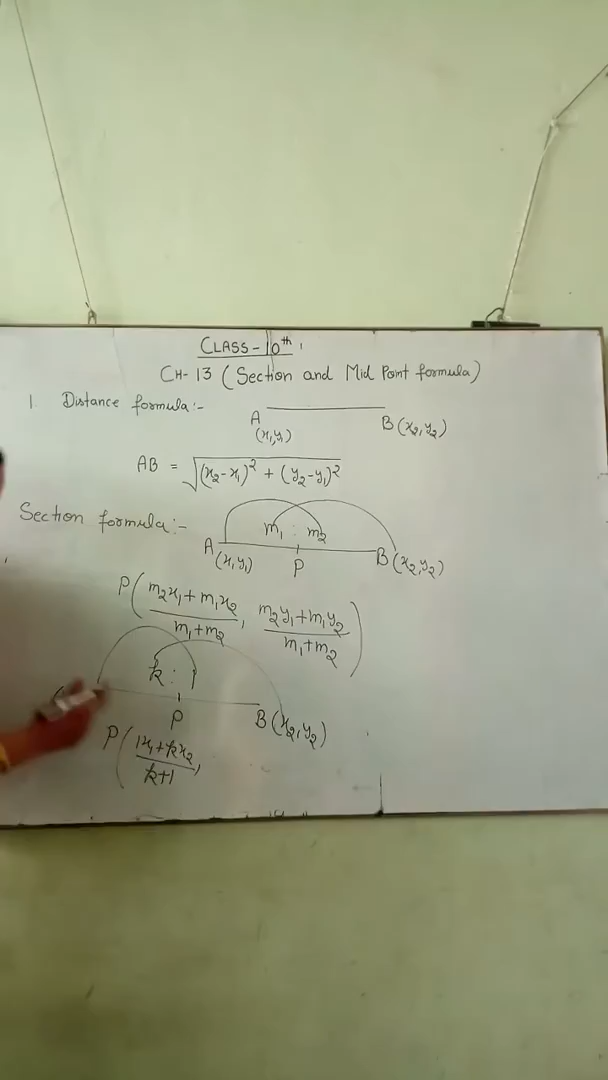 CLASS-10th
CH-13 (Section and Mid Point formula)
1. Distance formula:-
A (x₁,y₁) B(x₂,y₂)
AB = √((x₂-x₁)² + (y₂-y₁)²)
Section formula:-
m₁ : m₂
A (x₁,y₁) P B(x₂,y₂)
P((m₂x₁+m₁x₂)/(m₁+m₂), (m₂y₁+m₁y₂)/(m₁+m₂))
k : 1
P B(x₂,y₂)
P((1x₁+kx₂)/(k+1),